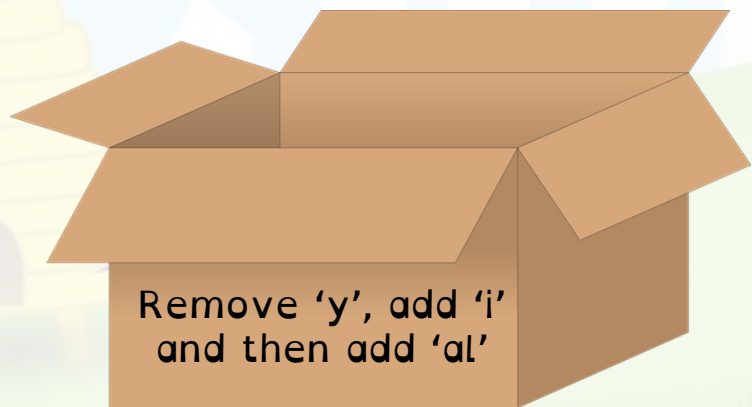 Remove ‘y’, add ‘i’
and then add ‘al’